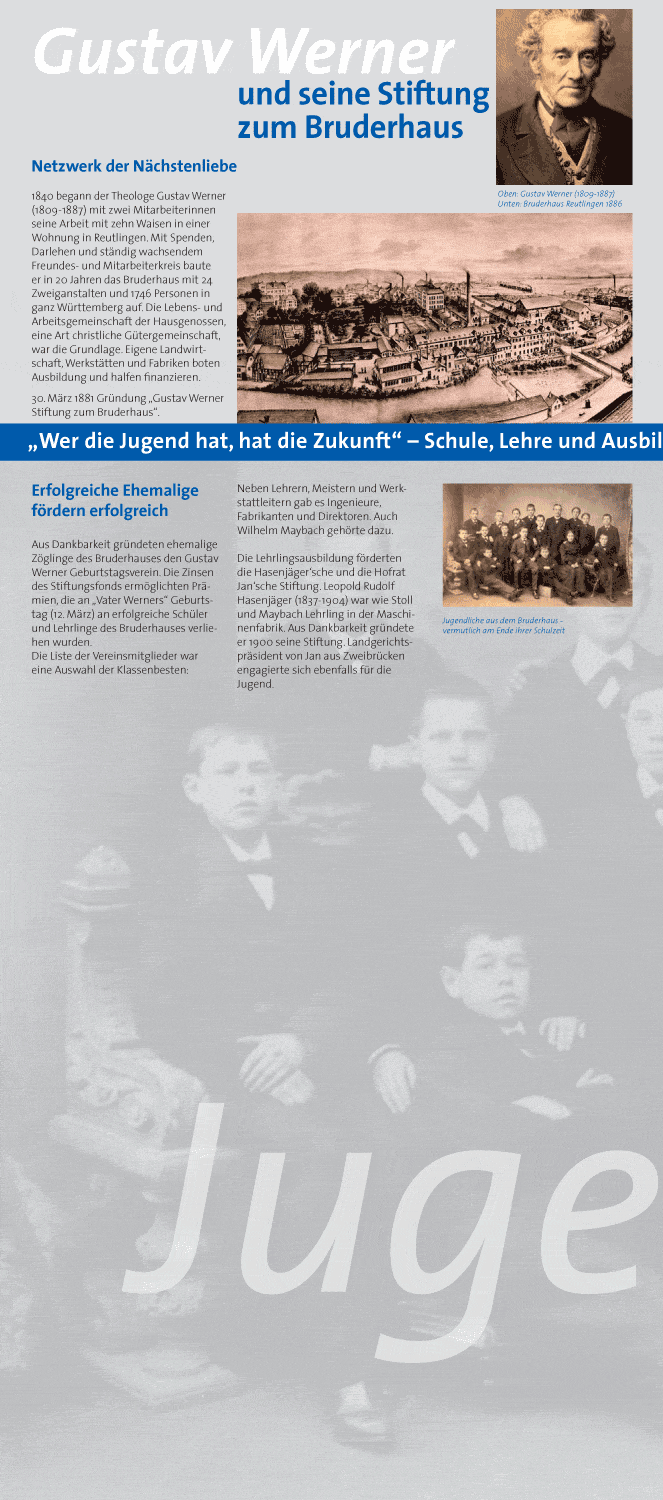 Gustav Werner
und seine Stiftung
zum Bruderhaus
Netzwerk der Nächstenliebe
1840 begann der Theologe Gustav Werner
(1809-1887) mit zwei Mitarbeiterinnen
seine Arbeit mit zehn Waisen in einer
Wohnung in Reutlingen. Mit Spenden,
Darlehen und ständig wachsendem
Freundes- und Mitarbeiterkreis baute
er in 20 Jahren das Bruderhaus mit 24
Zweiganstalten und 1746 Personen in
ganz Württemberg auf. Die Lebens- und
Arbeitsgemeinschaft der Hausgenossen,
eine Art christliche Gütergemeinschaft,
war die Grundlage. Eigene Landwirt-
schaft, Werkstätten und Fabriken boten
Ausbildung und halfen finanzieren.
30. März 1881 Gründung „Gustav Werner
Stiftung zum Bruderhaus“.
Oben: Gustav Werner (1809-1887)
Unten: Bruderhaus Reutlingen 1886
„Wer die Jugend hat, hat die Zukunft“ – Schule, Lehre und Ausbil
Erfolgreiche Ehemalige
fördern erfolgreich
Aus Dankbarkeit gründeten ehemalige
Zöglinge des Bruderhauses den Gustav
Werner Geburtstagsverein. Die Zinsen
des Stiftungsfonds ermöglichten Prä-
mien, die an „Vater Werners“ Geburts-
tag (12. März) an erfolgreiche Schüler
und Lehrlinge des Bruderhauses verlie-
hen wurden.
Die Liste der Vereinsmitglieder war
eine Auswahl der Klassenbesten:
Neben Lehrern, Meistern und Werk-
stattleitern gab es Ingenieure,
Fabrikanten und Direktoren. Auch
Wilhelm Maybach gehörte dazu.
Die Lehrlingsausbildung förderten
die Hasenjäger‘sche und die Hofrat
Jan‘sche Stiftung. Leopold Rudolf
Hasenjäger (1837-1904) war wie Stoll
und Maybach Lehrling in der Maschi-
nenfabrik. Aus Dankbarkeit gründete
er 1900 seine Stiftung. Landgerichts-
präsident von Jan aus Zweibrücken
engagierte sich ebenfalls für die
Jugend.
Jugendliche aus dem Bruderhaus -
vermutlich am Ende ihrer Schulzeit
Juge